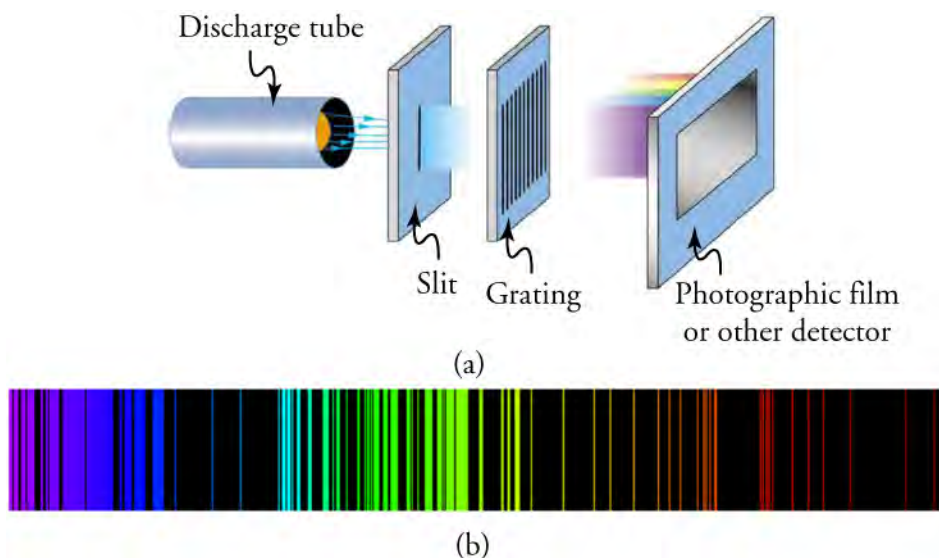 Discharge tube
Slit
Grating
Photographic film
or other detector
(a)
(b)